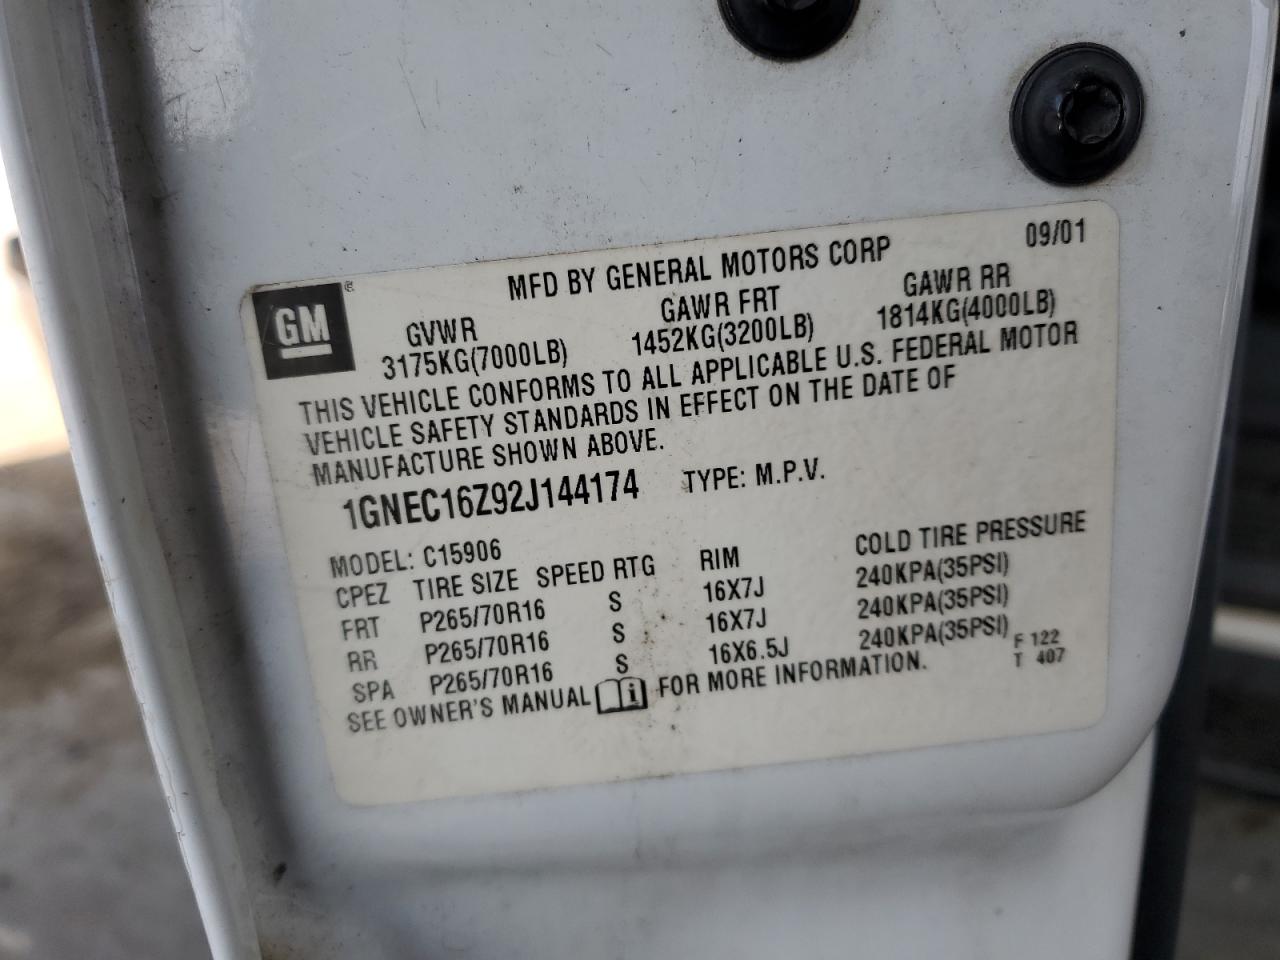 09/01
MFD BY GENERAL MOTORS CORP
GM
GVWR GAWR FRT GAWR RR
3175KG(7000LB) 1452KG(3200LB) 1814KG(4000LB)
THIS VEHICLE CONFORMS TO ALL APPLICABLE U.S. FEDERAL MOTOR
VEHICLE SAFETY STANDARDS IN EFFECT ON THE DATE OF
MANUFACTURE SHOWN ABOVE.
1GNEC16Z92J144174 TYPE: M.P.V.
MODEL: C15906
CPEZ TIRE SIZE SPEED RTG RIM COLD TIRE PRESSURE
FRT P265/70R16 S 16X7J 240KPA(35PSI)
RR P265/70R16 S 16X7J 240KPA(35PSI)
SPA P265/70R16 S 16X6.5J 240KPA(35PSI)
SEE OWNER'S MANUAL i FOR MORE INFORMATION.
F 122
T 407